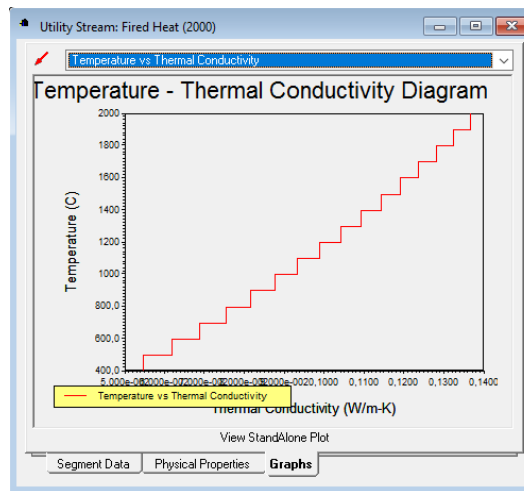 Utility Stream: Fired Heat (2000)
Temperature vs Thermal Conductivity
Temperature - Thermal Conductivity Diagram
2000
1800
1600
1400
1200
1000
800,0
600,0
400,0
Temperature (C)
0,1000 0,1100 0,1200 0,1300 0,1400
Temperature vs Thermal Conductivity
Thermal Conductivity (W/m-K)
View StandAlone Plot
Segment Data Physical Properties Graphs